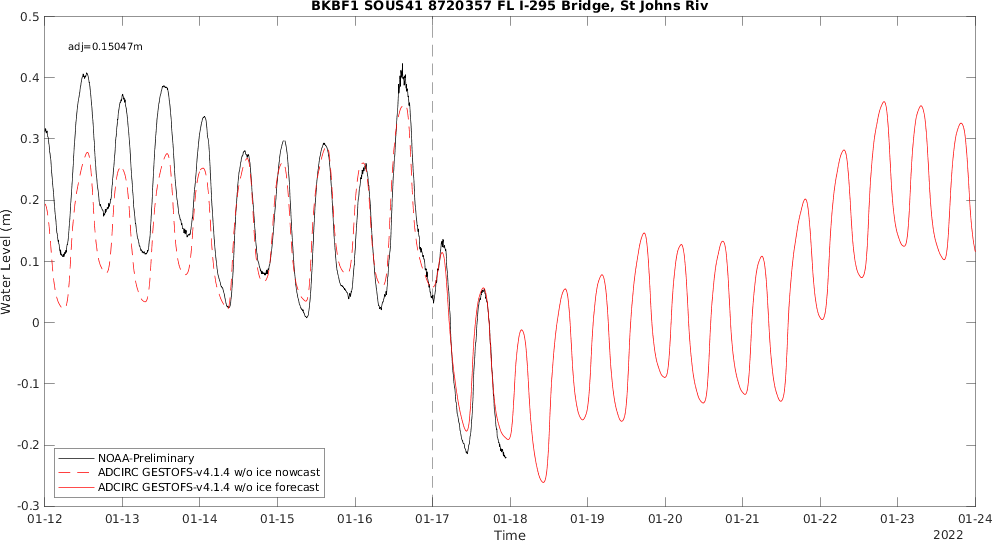 BKBF1 SOUS41 8720357 FL I-295 Bridge, St Johns Riv
adj=0.15047m
0.5
0.4
0.3
0.2
0.1
0
-0.1
-0.2
-0.3
Water Level (m)
NOAA-Preliminary
ADCIRC GESTOFS-v4.1.4 w/o ice nowcast
ADCIRC GESTOFS-v4.1.4 w/o ice forecast
01-12 01-13 01-14 01-15 01-16 01-17 01-18 01-19 01-20 01-21 01-22 01-23 01-24
Time
2022